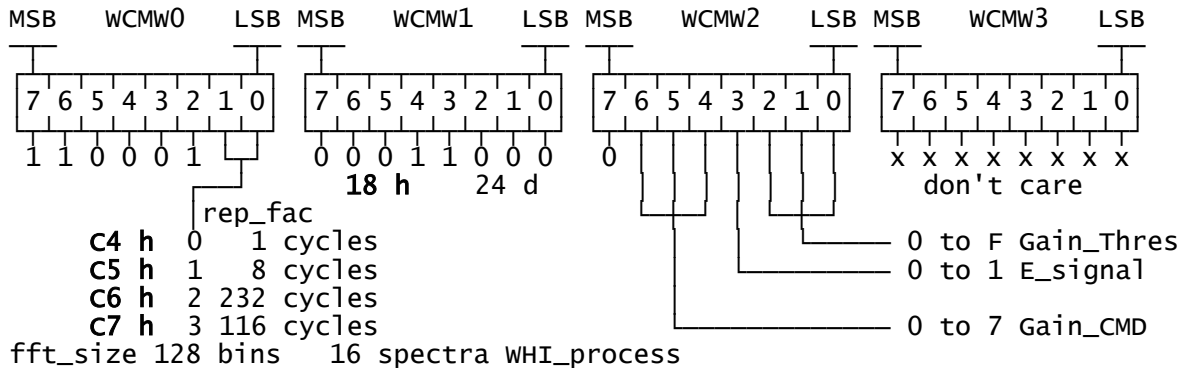 MSB WCMW0 LSB MSB WCMW1 LSB MSB WCMW2 LSB MSB WCMW3 LSB
7 6 5 4 3 2 1 0 7 6 5 4 3 2 1 0 7 6 5 4 3 2 1 0 7 6 5 4 3 2 1 0
1 1 0 0 0 1 0 0 0 1 1 0 0 0 0 x x x x x x x x
18 h 24 d don't care
rep_fac
C4 h 0 1 cycles 0 to F Gain_Thres
C5 h 1 8 cycles 0 to 1 E_signal
C6 h 2 232 cycles
C7 h 3 116 cycles 0 to 7 Gain_CMD
fft_size 128 bins 16 spectra WHI_process